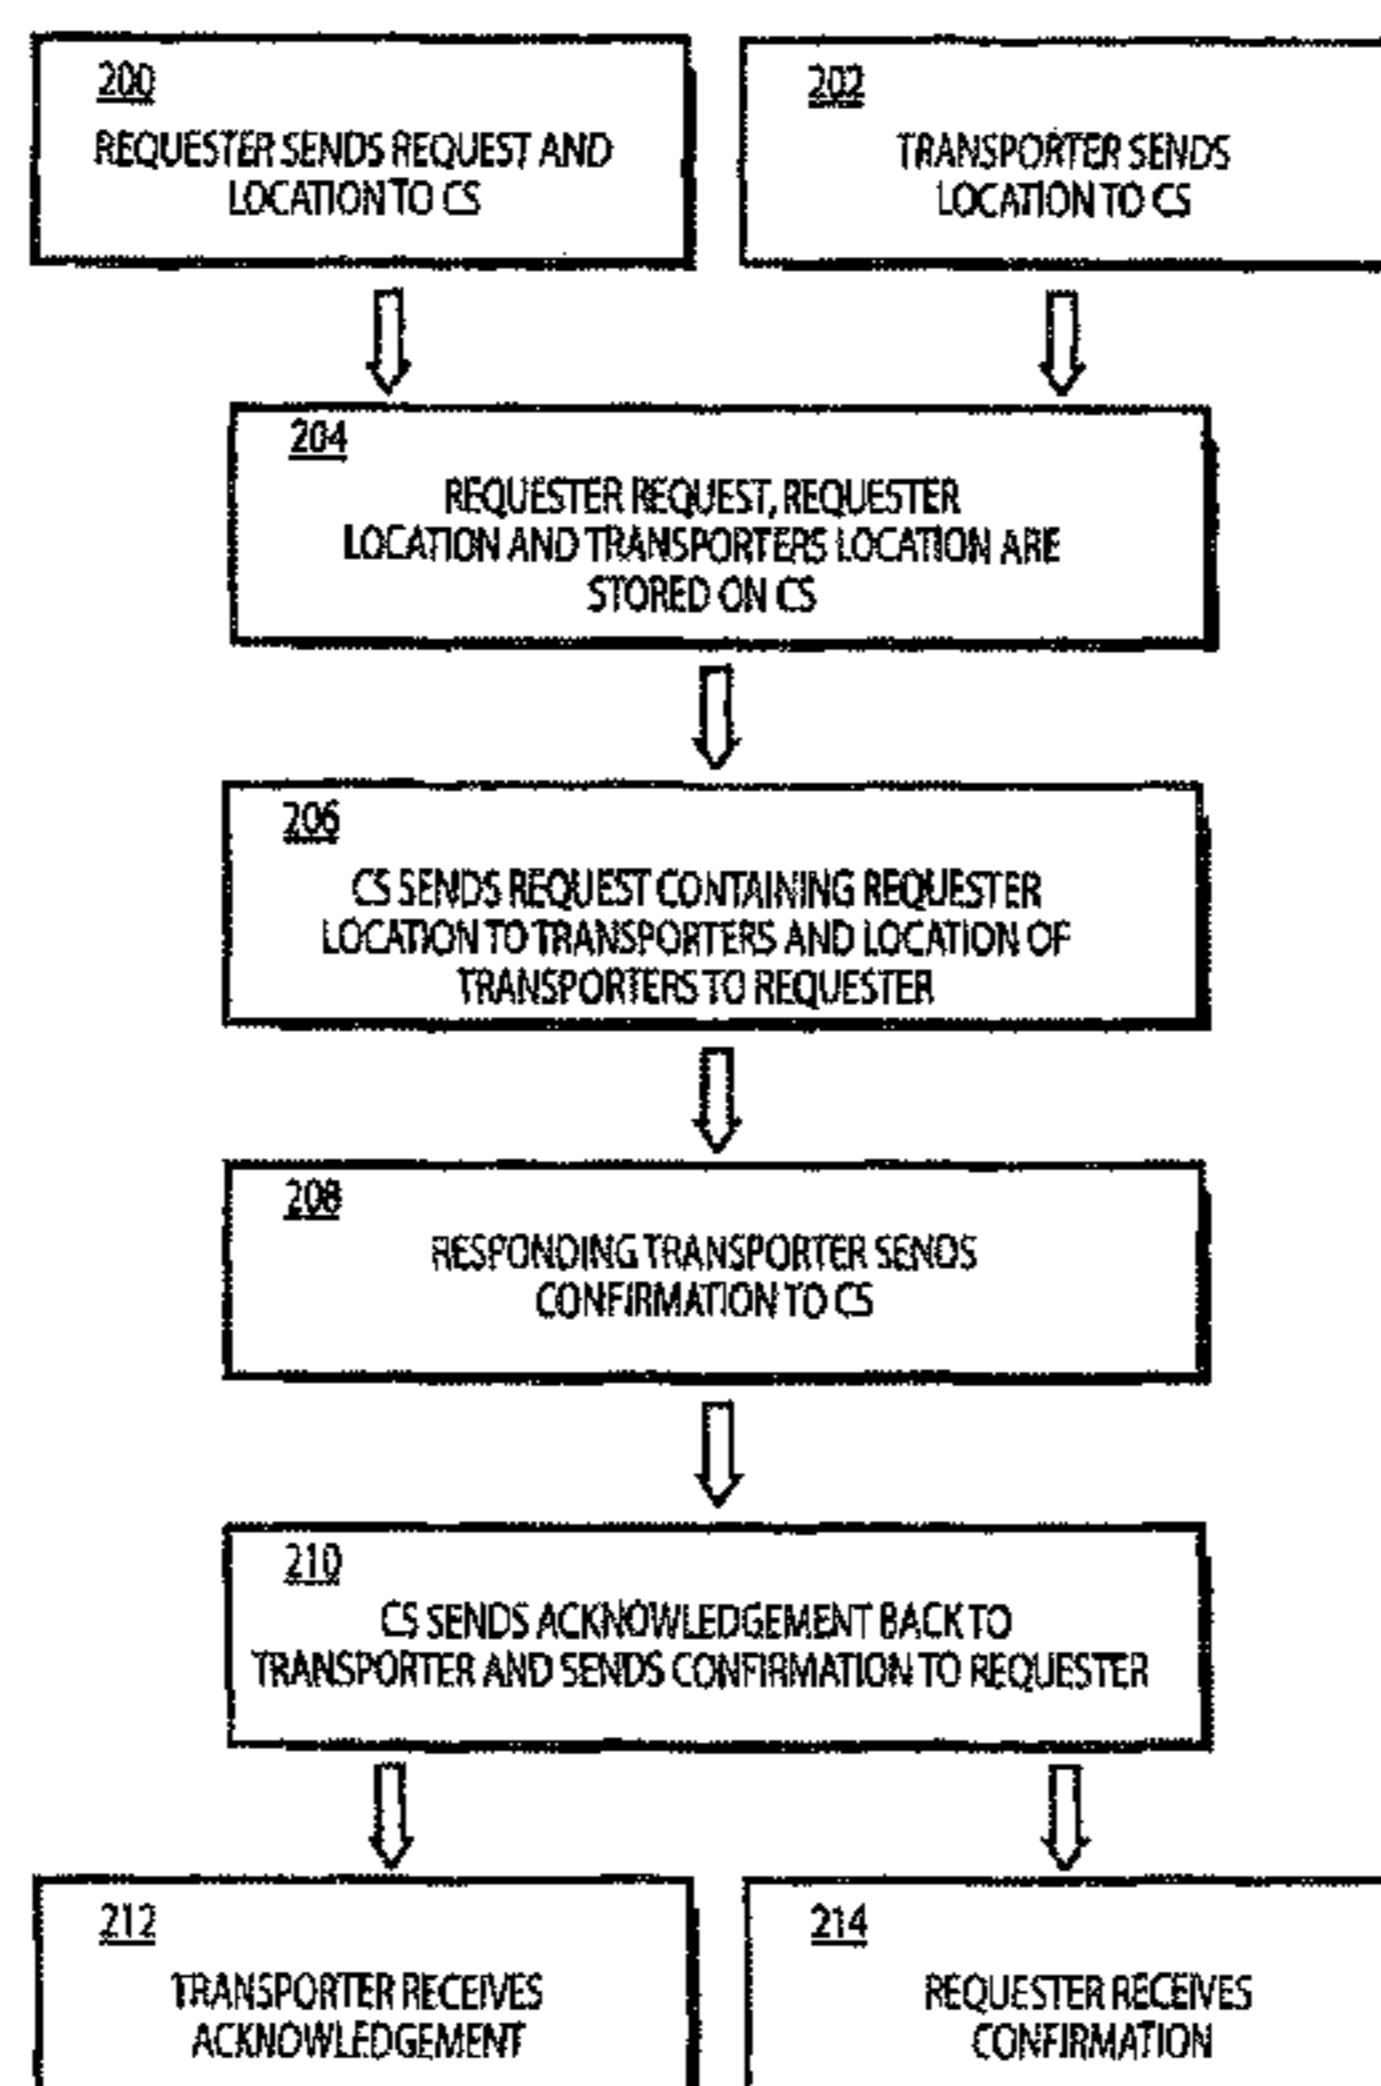 200
REQUESTER SENDS REQUEST AND
LOCATION TO CS
202
TRANSPORTER SENDS
LOCATION TO CS
204
REQUESTER REQUEST, REQUESTER
LOCATION AND TRANSPORTERS LOCATION ARE
STORED ON CS
206
CS SENDS REQUEST CONTAINING REQUESTER
LOCATION TO TRANSPORTERS AND LOCATION OF
TRANSPORTERS TO REQUESTER
208
RESPONDING TRANSPORTER SENDS
CONFIRMATION TO CS
210
CS SENDS ACKNOWLEDGEMENT BACK TO
TRANSPORTER AND SENDS CONFIRMATION TO REQUESTER
212
TRANSPORTER RECEIVES
ACKNOWLEDGEMENT
214
REQUESTER RECEIVES
CONFIRMATION